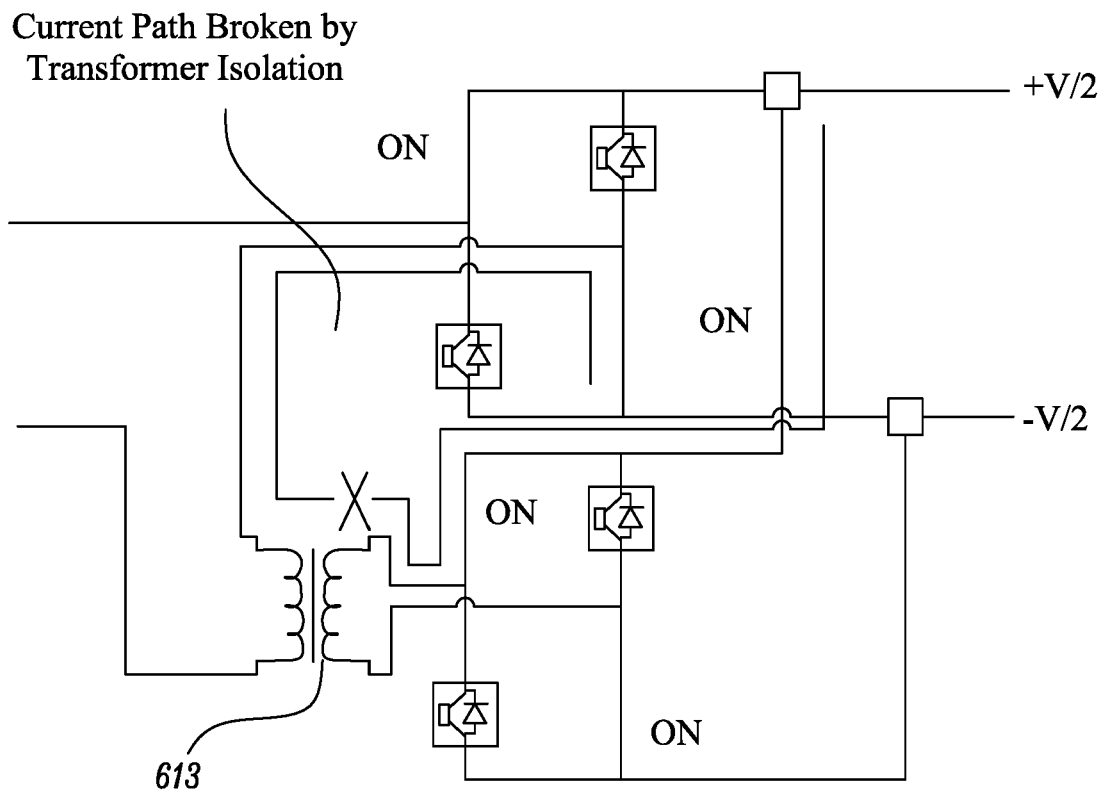 Current Path Broken by
Transformer Isolation
+V/2
ON
ON
-V/2
ON
ON
613